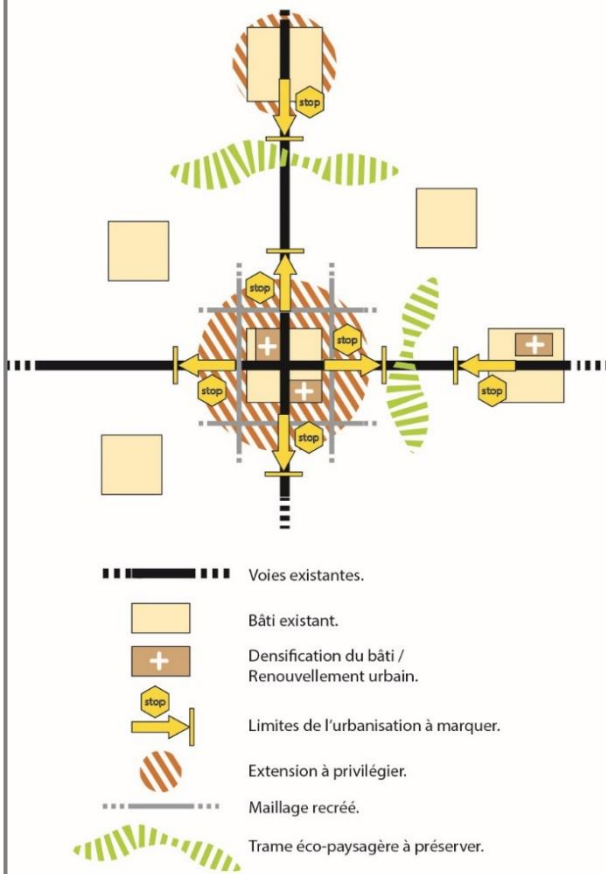 stop
stop
stop
stop
stop
stop
Voies existantes.
Bâti existant.
Densification du bâti /
Renouvellement urbain.
stop
Limites de l'urbanisation à marquer.
Extension à privilégier.
Maillage recréé.
Trame éco-paysagère à préserver.